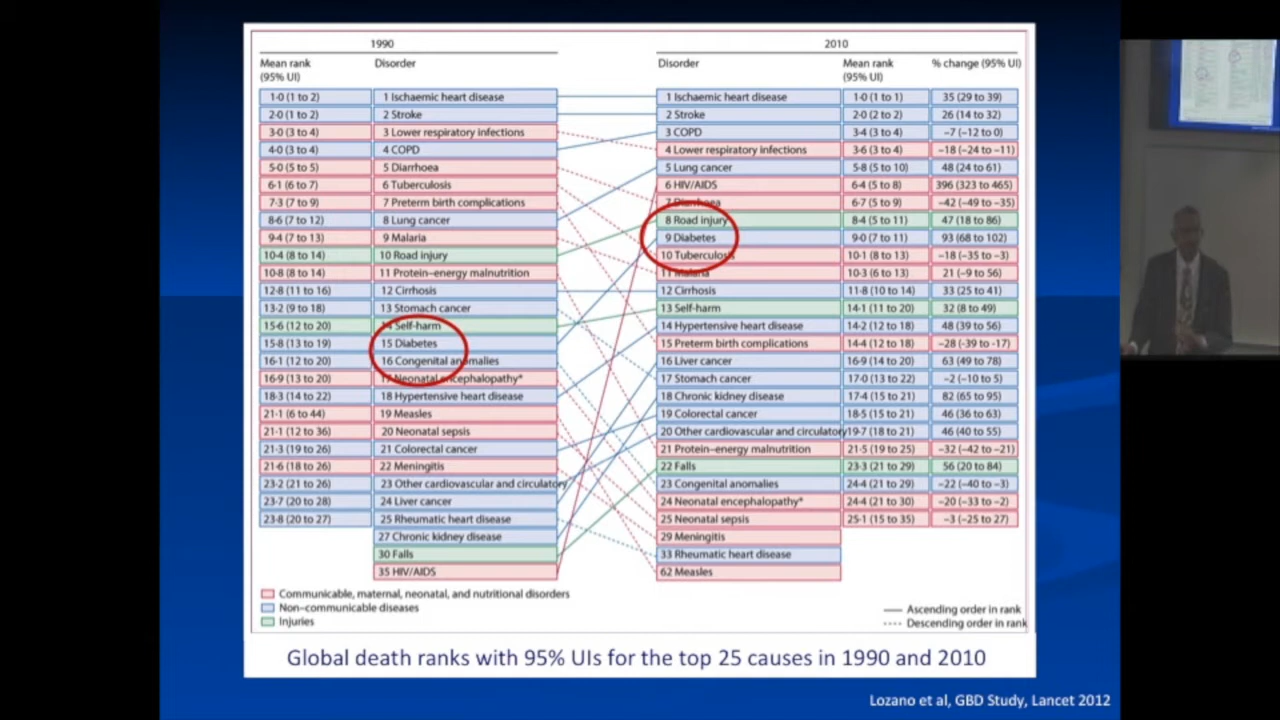 1990
2010
Mean rank (95% UI) Disorder
Disorder Mean rank (95% UI) % change (95% UI)
1·0 (1 to 2) 1 Ischaemic heart disease
2·0 (1 to 2) 2 Stroke
3·0 (3 to 4) 3 Lower respiratory infections
4·0 (3 to 4) 4 COPD
5·0 (5 to 5) 5 Diarrhoea
6·1 (6 to 7) 6 Tuberculosis
7·3 (7 to 9) 7 Preterm birth complications
8·6 (7 to 12) 8 Lung cancer
9·4 (7 to 13) 9 Malaria
10·4 (8 to 14) 10 Road injury
10·8 (8 to 14) 11 Protein–energy malnutrition
12·8 (11 to 16) 12 Cirrhosis
13·2 (9 to 18) 13 Stomach cancer
15·6 (12 to 20) 14 Self-harm
15·8 (13 to 19) 15 Diabetes
16·1 (12 to 20) 16 Congenital anomalies
16·9 (13 to 20) 17 Neonatal encephalopathy*
18·3 (14 to 22) 18 Hypertensive heart disease
21·1 (6 to 44) 19 Measles
21·1 (12 to 36) 20 Neonatal sepsis
21·3 (19 to 26) 21 Colorectal cancer
21·6 (18 to 26) 22 Meningitis
23·2 (21 to 26) 23 Other cardiovascular and circulatory
23·7 (20 to 28) 24 Liver cancer
23·8 (20 to 27) 25 Rheumatic heart disease
27 Chronic kidney disease
30 Falls
35 HIV/AIDS
1 Ischaemic heart disease 1·0 (1 to 1) 35 (29 to 39)
2 Stroke 2·0 (2 to 2) 26 (14 to 32)
3 COPD 3·4 (3 to 4) –7 (–12 to 0)
4 Lower respiratory infections 3·6 (3 to 4) –18 (–24 to –11)
5 Lung cancer 5·8 (5 to 10) 48 (24 to 61)
6 HIV/AIDS 6·4 (5 to 8) 396 (323 to 465)
7 Diarrhoea 6·7 (5 to 9) –42 (–49 to –35)
8 Road injury 8·4 (5 to 11) 47 (18 to 86)
9 Diabetes 9·0 (7 to 11) 93 (68 to 102)
10 Tuberculosis 10·1 (8 to 13) –18 (–35 to –3)
11 Malaria 10·3 (6 to 13) 21 (–9 to 56)
12 Cirrhosis 11·8 (10 to 14) 33 (25 to 41)
13 Self-harm 14·1 (11 to 20) 32 (8 to 49)
14 Hypertensive heart disease 14·2 (12 to 18) 48 (39 to 56)
15 Preterm birth complications 14·4 (12 to 18) –28 (–39 to –17)
16 Liver cancer 16·9 (14 to 20) 63 (49 to 78)
17 Stomach cancer 17·0 (13 to 22) –2 (–10 to 5)
18 Chronic kidney disease 17·4 (15 to 21) 82 (65 to 95)
19 Colorectal cancer 18·5 (15 to 21) 46 (36 to 63)
20 Other cardiovascular and circulatory 19·7 (18 to 21) 46 (40 to 55)
21 Protein–energy malnutrition 21·5 (19 to 25) –32 (–42 to –21)
22 Falls 23·3 (21 to 29) 56 (20 to 84)
23 Congenital anomalies 24·4 (21 to 29) –22 (–40 to –3)
24 Neonatal encephalopathy* 24·4 (21 to 30) –20 (–33 to –2)
25 Neonatal sepsis 25·1 (15 to 35) –3 (–25 to 27)
29 Meningitis
33 Rheumatic heart disease
62 Measles
Communicable, maternal, neonatal, and nutritional disorders
Non–communicable diseases
Injuries
Ascending order in rank
Descending order in rank
Global death ranks with 95% UIs for the top 25 causes in 1990 and 2010
Lozano et al, GBD Study, Lancet 2012